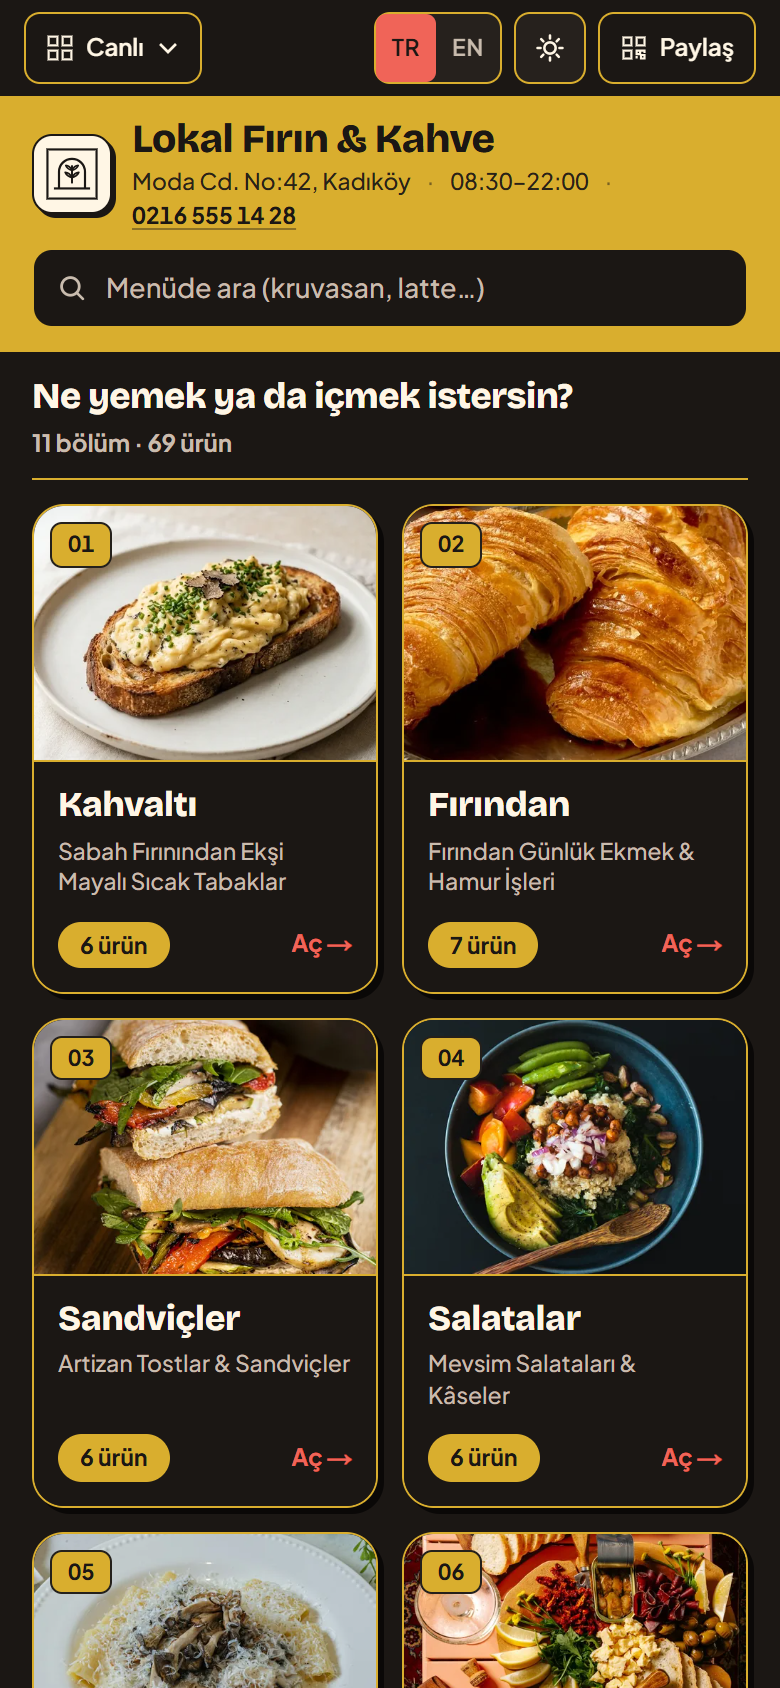 Canlı
TR EN
Paylaş
Lokal Fırın & Kahve
Moda Cd. No:42, Kadıköy · 08:30–22:00 ·
0216 555 14 28
Menüde ara (kruvasan, latte…)
Ne yemek ya da içmek istersin?
11 bölüm · 69 ürün
01
Kahvaltı
Sabah Fırınından Ekşi
Mayalı Sıcak Tabaklar
6 ürün Aç →
02
Fırından
Fırından Günlük Ekmek &
Hamur İşleri
7 ürün Aç →
03
Sandviçler
Artizan Tostlar & Sandviçler
6 ürün Aç →
04
Salatalar
Mevsim Salataları &
Kâseler
6 ürün Aç →
05
06